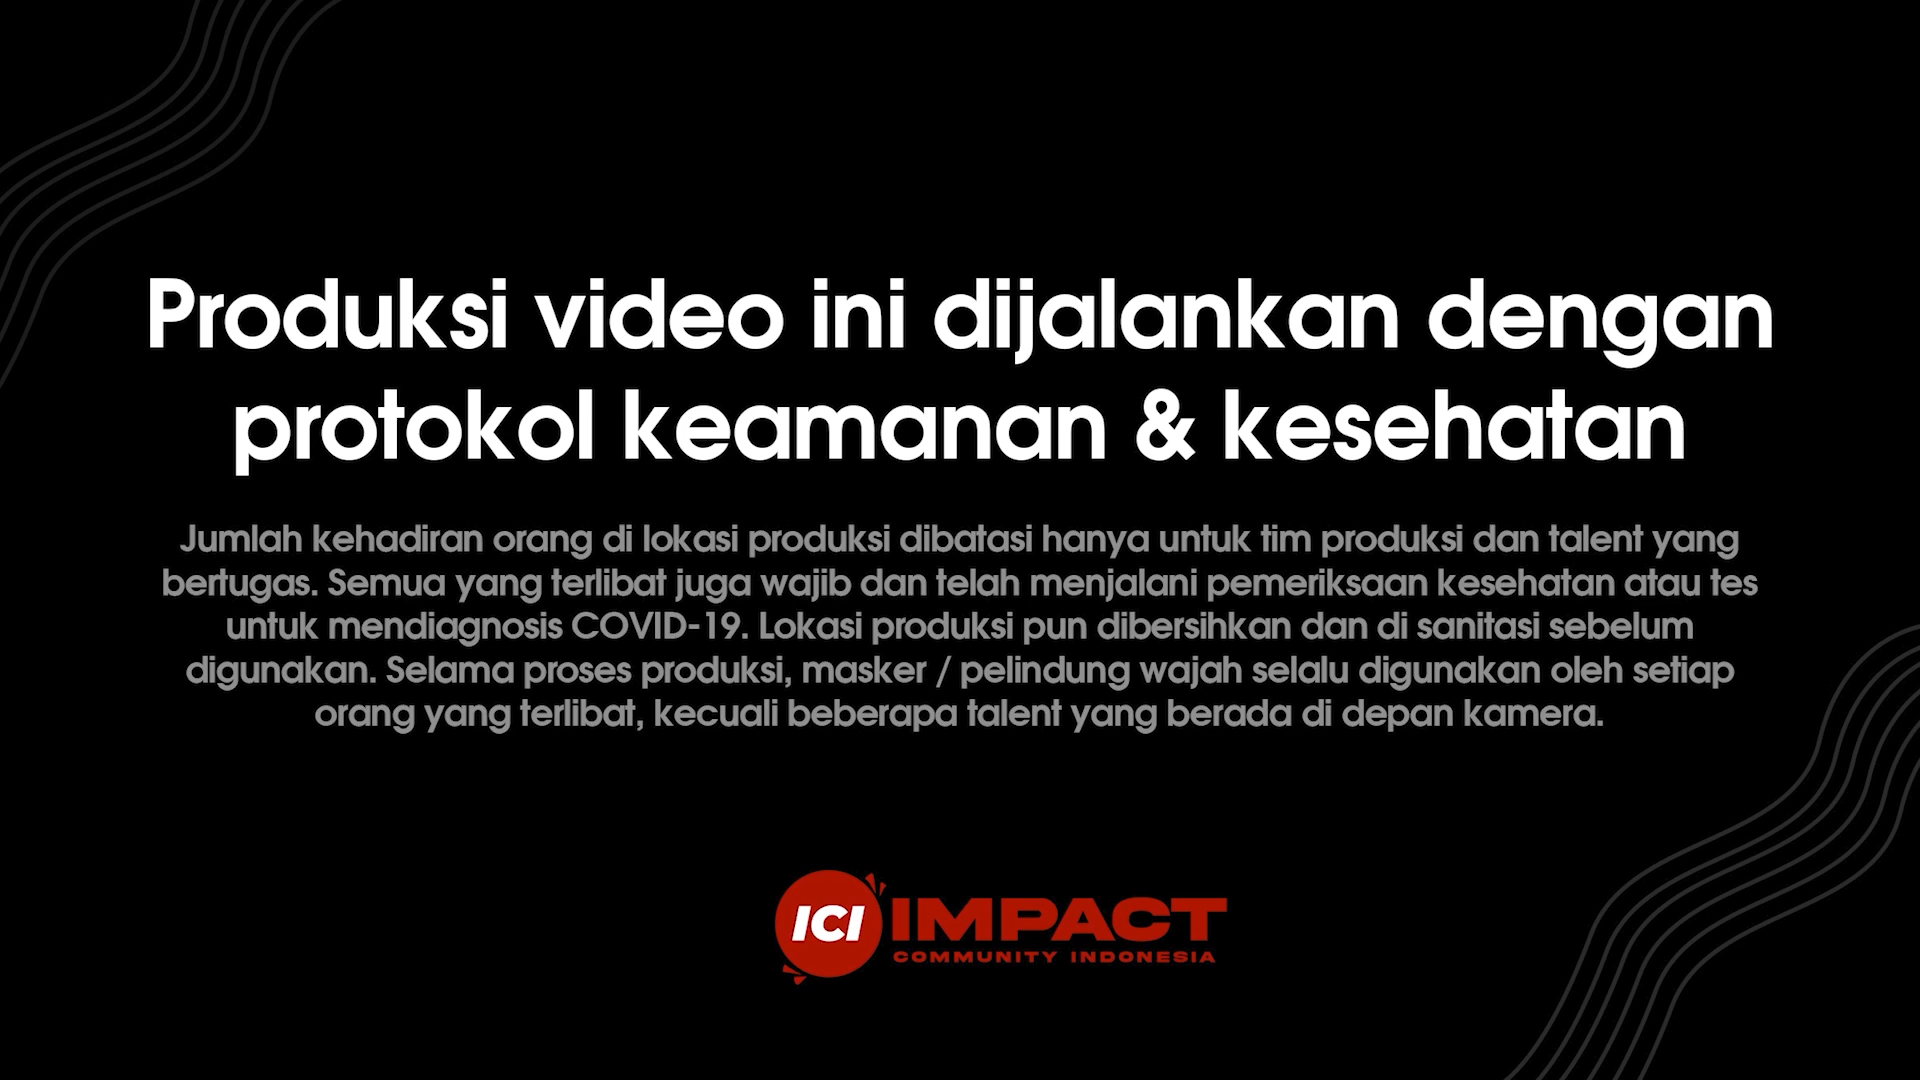 Produksi video ini dijalankan dengan
protokol keamanan & kesehatan
Jumlah kehadiran orang di lokasi produksi dibatasi hanya untuk tim produksi dan talent yang
bertugas. Semua yang terlibat juga wajib dan telah menjalani pemeriksaan kesehatan atau tes
untuk mendiagnosis COVID-19. Lokasi produksi pun dibersihkan dan di sanitasi sebelum
digunakan. Selama proses produksi, masker / pelindung wajah selalu digunakan oleh setiap
orang yang terlibat, kecuali beberapa talent yang berada di depan kamera.
ICI IMPACT
COMMUNITY INDONESIA